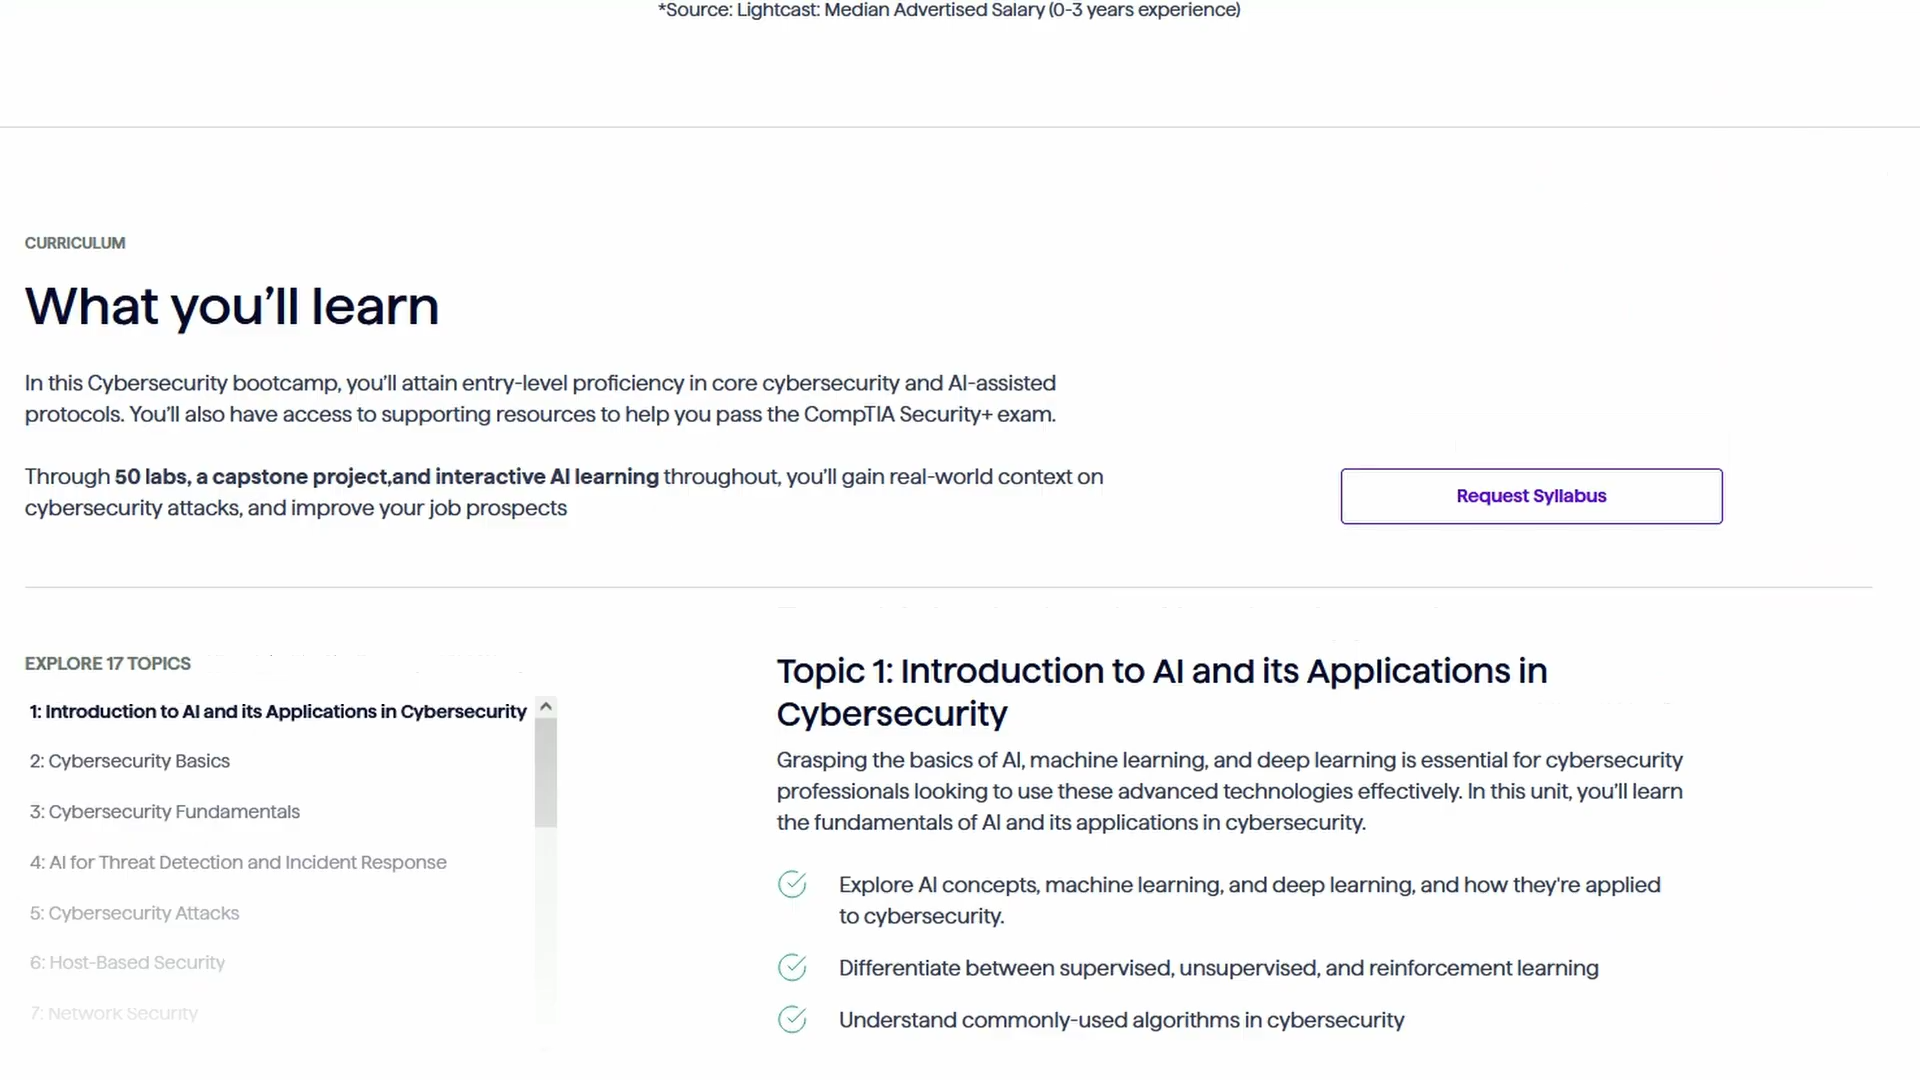 *Source: Lightcast: Median Advertised Salary (0-3 years experience)
CURRICULUM
What you’ll learn
In this Cybersecurity bootcamp, you’ll attain entry-level proficiency in core cybersecurity and AI-assisted
protocols. You’ll also have access to supporting resources to help you pass the CompTIA Security+ exam.
Through 50 labs, a capstone project,and interactive AI learning throughout, you’ll gain real-world context on
cybersecurity attacks, and improve your job prospects
Request Syllabus
EXPLORE 17 TOPICS
1: Introduction to AI and its Applications in Cybersecurity
2: Cybersecurity Basics
3: Cybersecurity Fundamentals
4: AI for Threat Detection and Incident Response
5: Cybersecurity Attacks
6: Host-Based Security
7: Network Security
Topic 1: Introduction to AI and its Applications in
Cybersecurity
Grasping the basics of AI, machine learning, and deep learning is essential for cybersecurity
professionals looking to use these advanced technologies effectively. In this unit, you’ll learn
the fundamentals of AI and its applications in cybersecurity.
Explore AI concepts, machine learning, and deep learning, and how they're applied
to cybersecurity.
Differentiate between supervised, unsupervised, and reinforcement learning
Understand commonly-used algorithms in cybersecurity